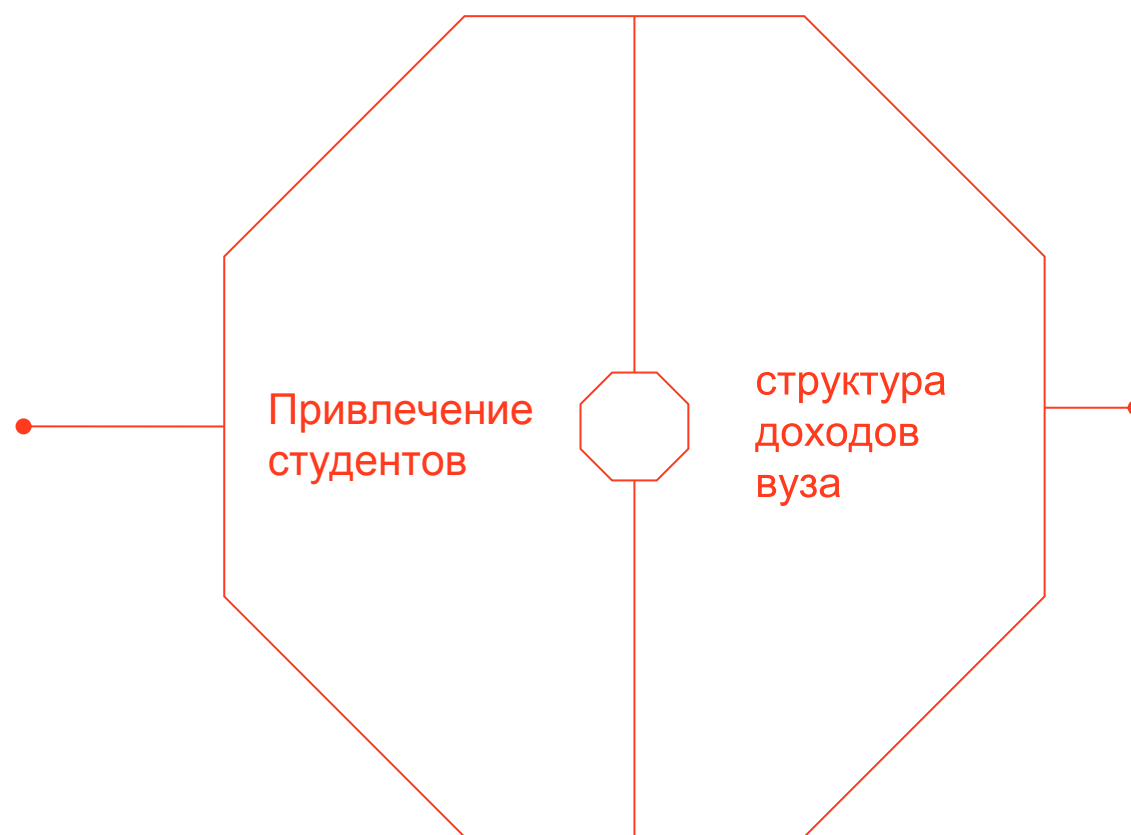 Привлечение
студентов
структура
доходов
вуза